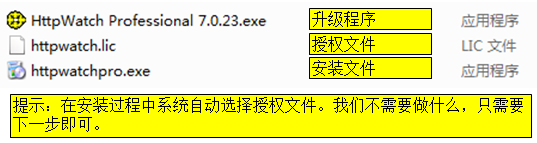 HttpWatch Professional 7.0.23.exe 升级程序 应用程序
httpwatch.lic 授权文件 LIC 文件
httpwatchpro.exe 安装文件 应用程序
提示：在安装过程中系统自动选择授权文件。我们不需要做什么，只需要
下一步即可。